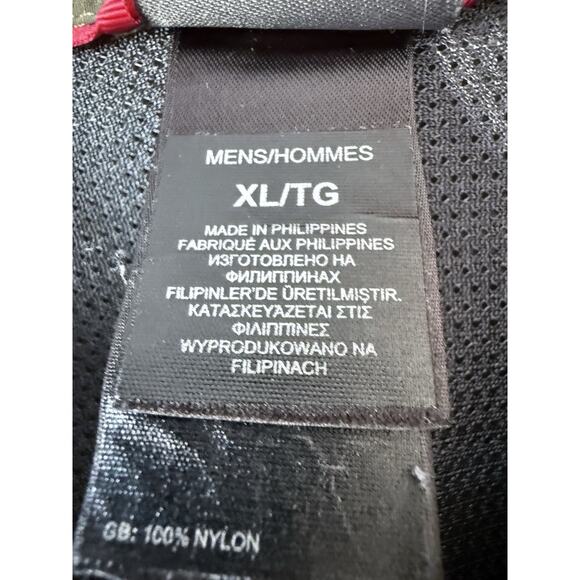 MENS/HOMMES
XL/TG
MADE IN PHILIPPINES
FABRIQUÉ AUX PHILIPPINES
ИЗГОТОВЛЕНО НА
ФИЛИППИНАХ
FILIPINLER'DE ÜRETILMIŞTIR.
ΚΑΤΑΣΚΕΥΑΖΕΤΑΙ ΣΤΙΣ
ΦΙΛΙΠΠΙΝΕΣ
WYPRODUKOWANO NA
FILIPINACH
GB: 100% NYLON